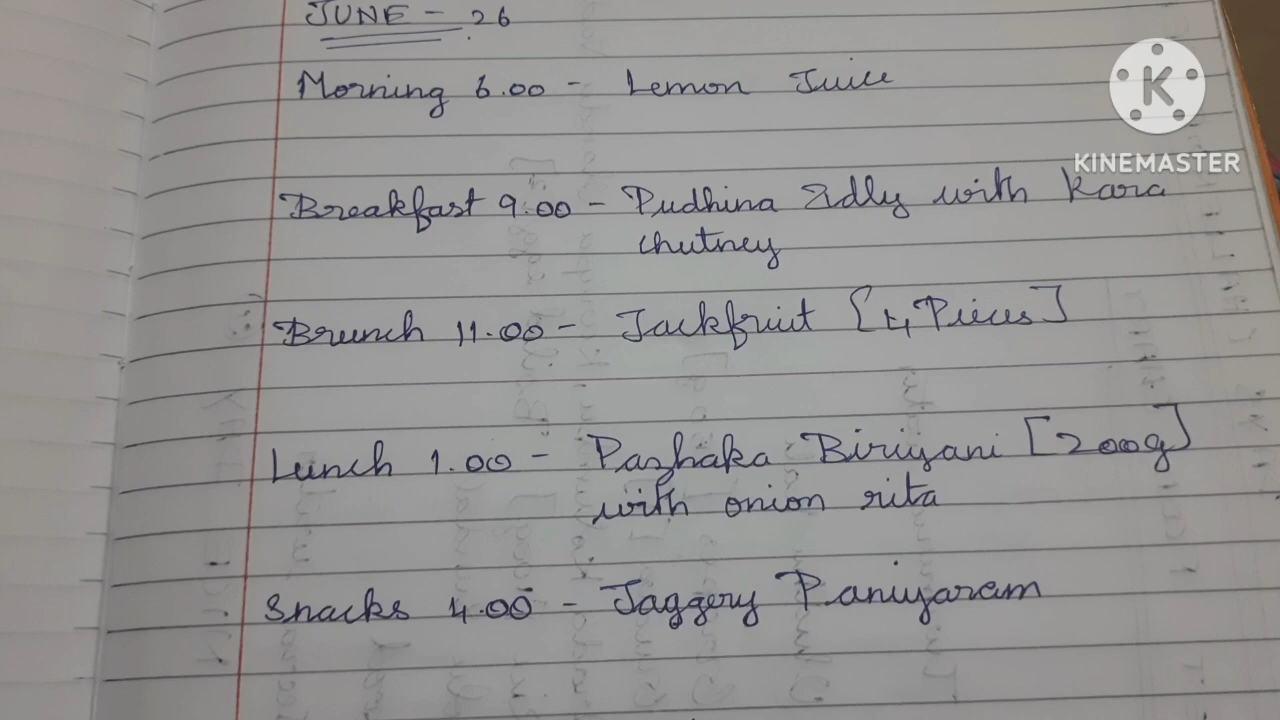 JUNE - 26
Morning 6.00 - Lemon Juice
Breakfast 9.00 - Pudhina Idly with kara
chutney
Brunch 11.00 - Jackfruit [4 Pieces]
Lunch 1.00 - Pashaka Biriyani [200g]
with onion rita
Snacks 4.00 - Jaggery Paniyaram
K
KINEMASTER